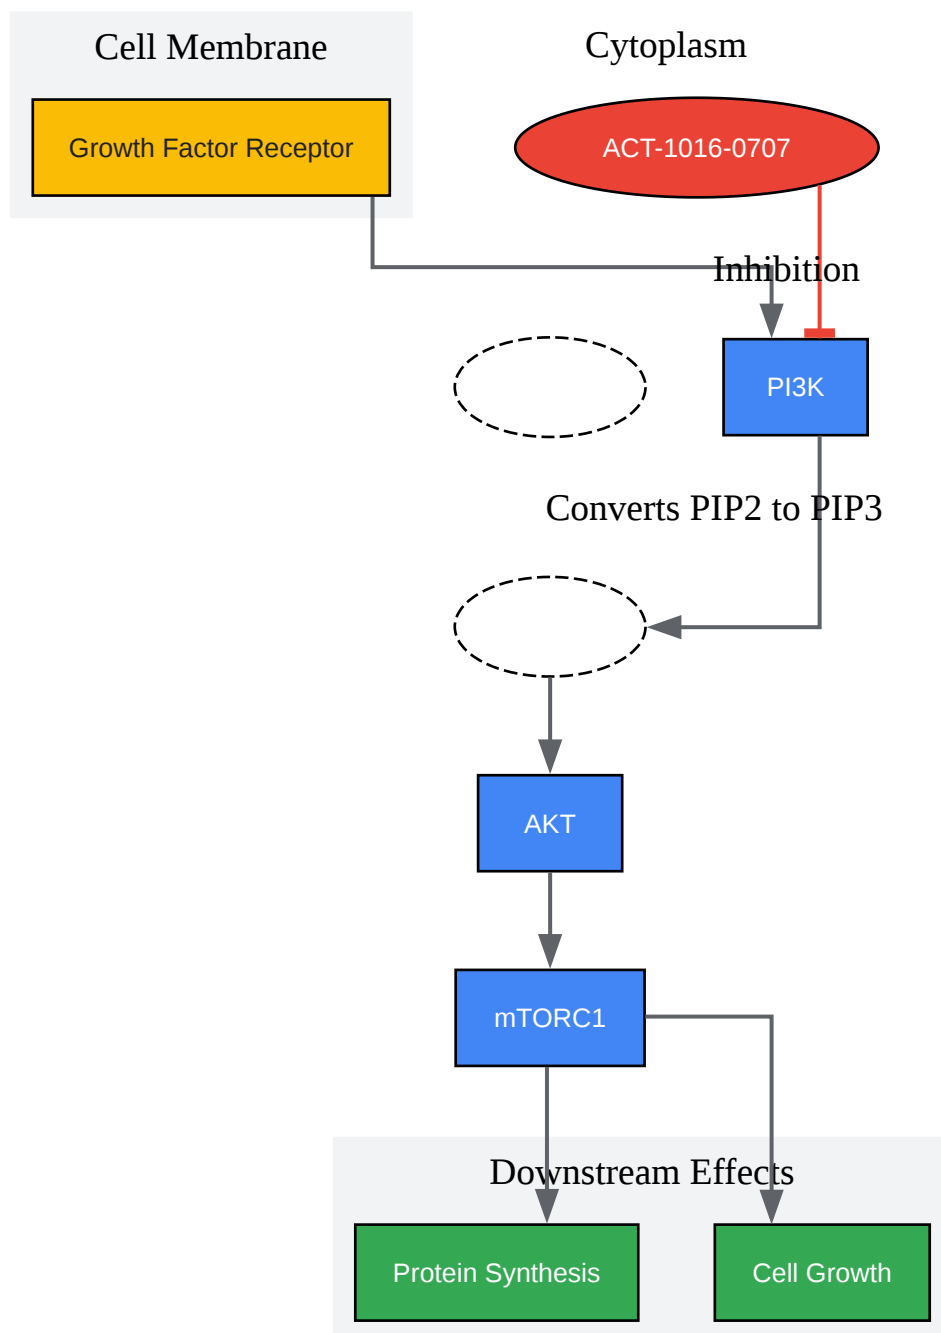 Cell Membrane
Cytoplasm
Growth Factor Receptor
ACT-1016-0707
Inhibition
PI3K
Converts PIP2 to PIP3
AKT
mTORC1
Downstream Effects
Protein Synthesis
Cell Growth